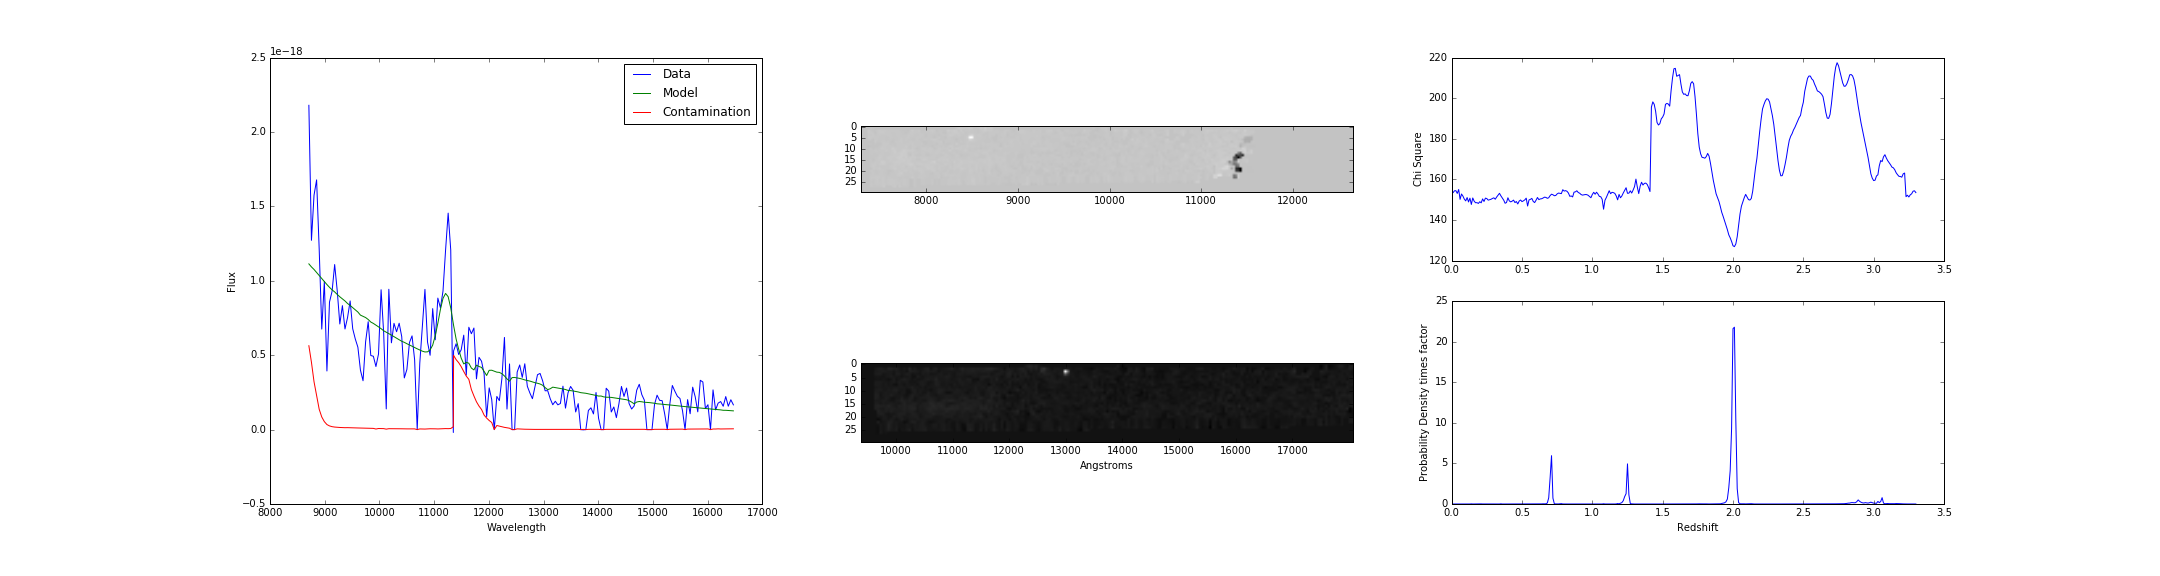 1e−18
2.5
2.0
1.5
1.0
0.5
0.0
−0.5
Flux
8000 9000 10000 11000 12000 13000 14000 15000 16000 17000
Wavelength
Data
Model
Contamination
0
5
10
15
20
25
8000 9000 10000 11000 12000
0
5
10
15
20
25
10000 11000 12000 13000 14000 15000 16000 17000
Angstroms
220
200
180
160
140
120
Chi Square
0.0 0.5 1.0 1.5 2.0 2.5 3.0 3.5
25
20
15
10
5
0
Probability Density times factor
0.0 0.5 1.0 1.5 2.0 2.5 3.0 3.5
Redshift